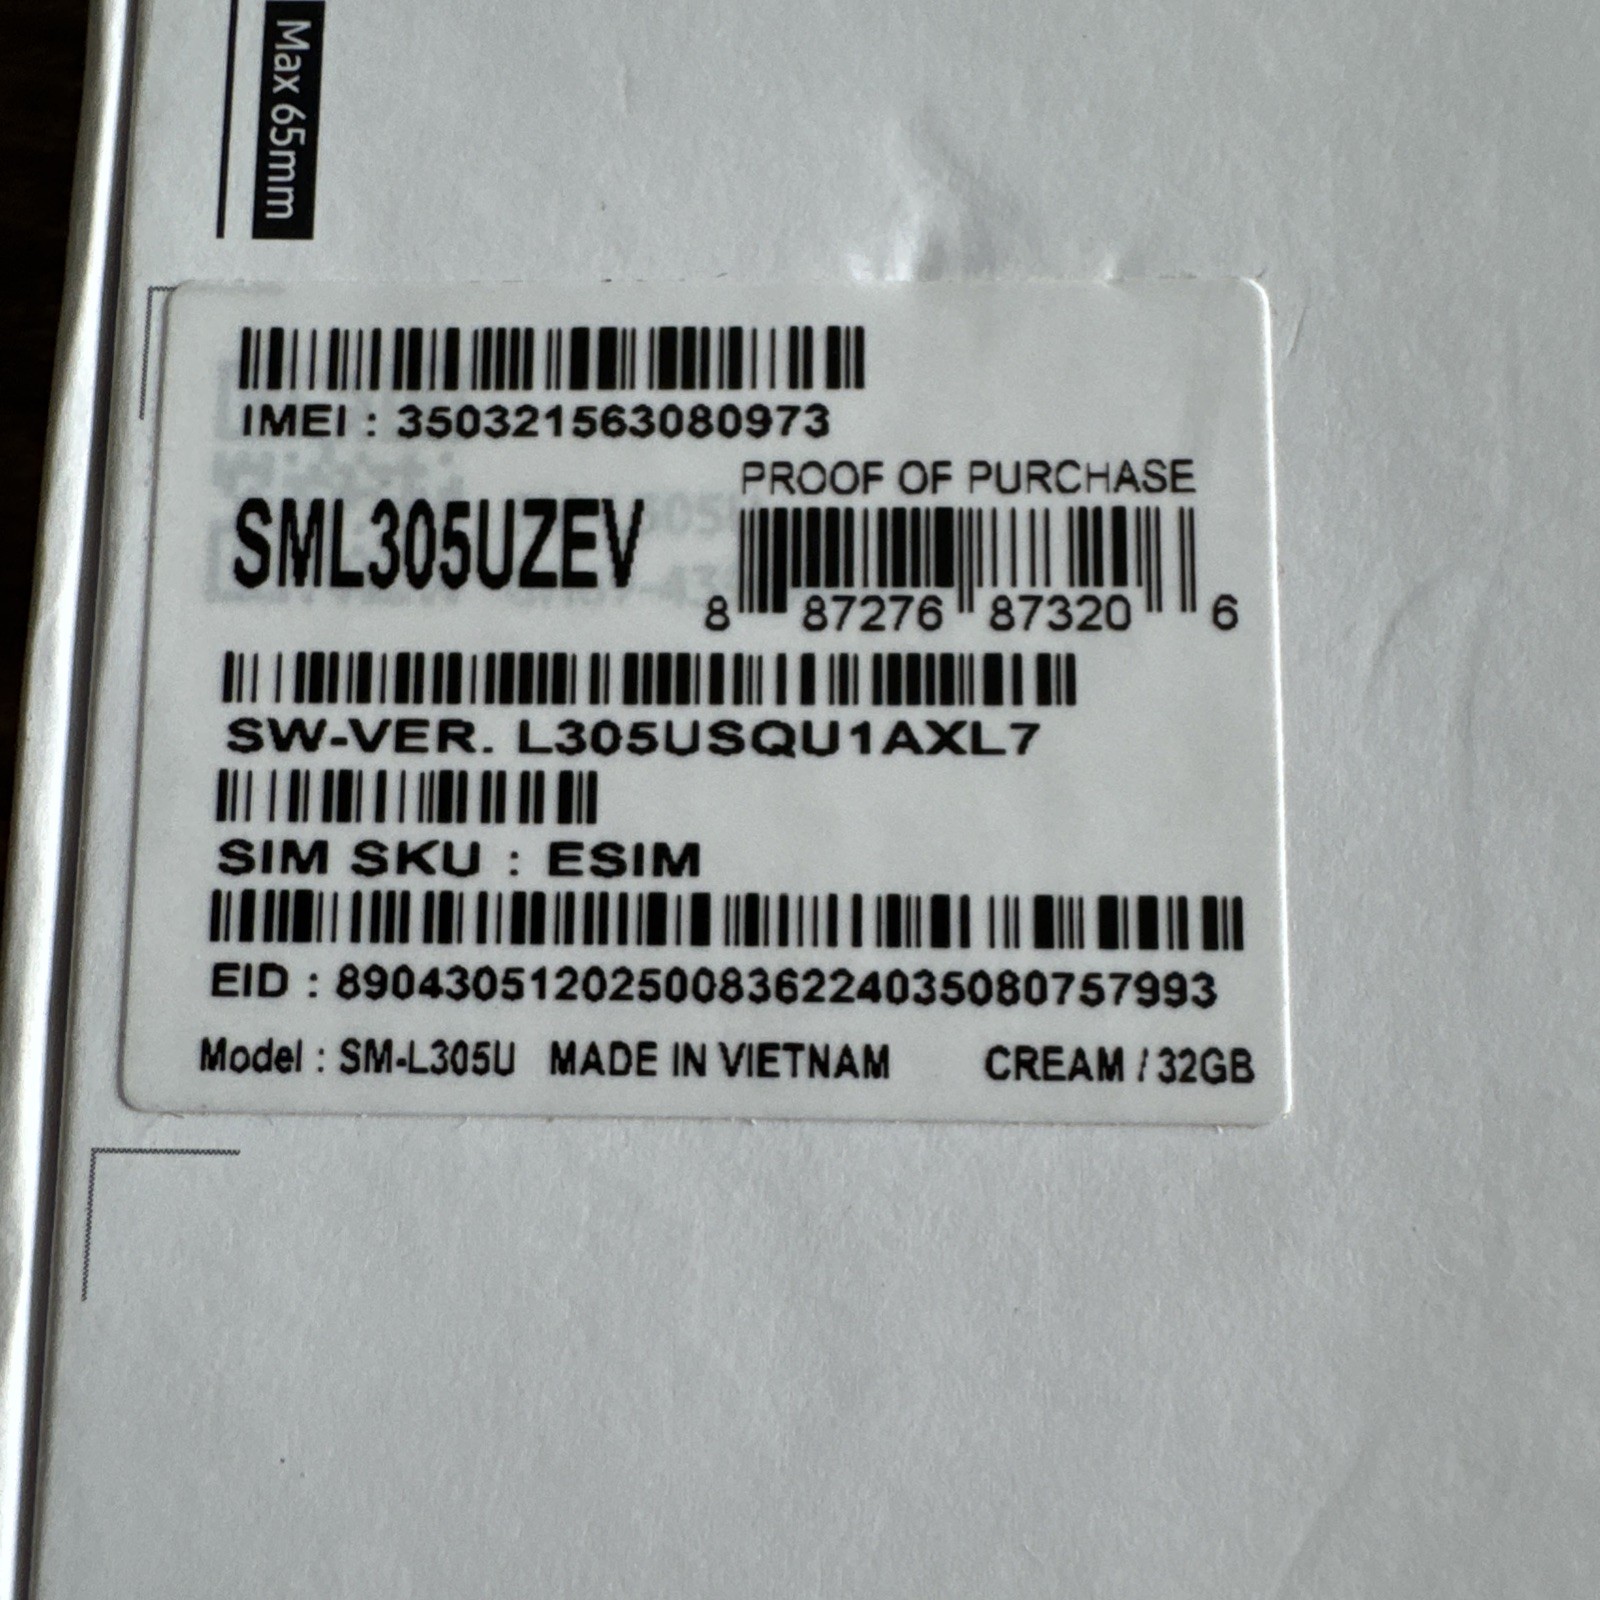 Max 65mm
IMEI : 350321563080973
PROOF OF PURCHASE
SML305UZEV
8 87276 87320 6
SW-VER. L305USQU1AXL7
SIM SKU : ESIM
EID : 89043051202500836224035080757993
Model : SM-L305U MADE IN VIETNAM CREAM / 32GB